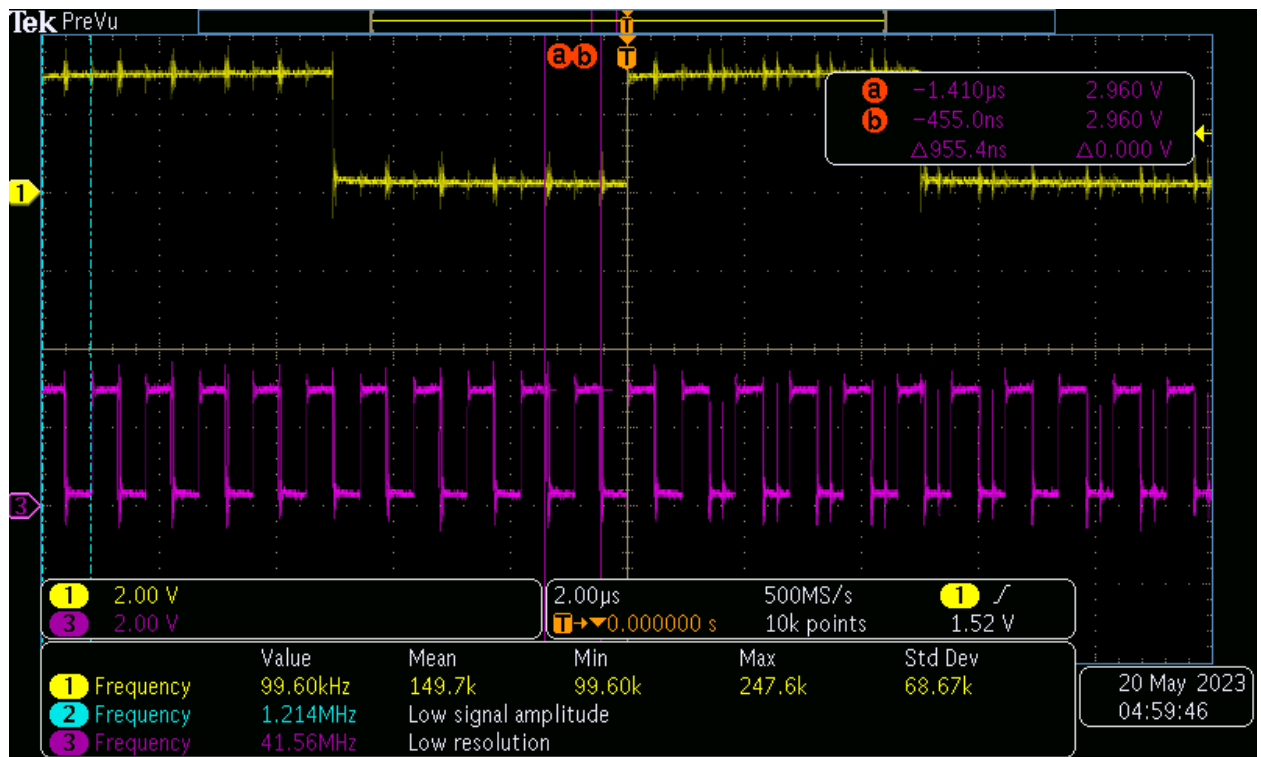 Tek PreVu
T
a b
T
a −1.410μs 2.960 V
b −455.0ns 2.960 V
△955.4ns △0.000 V
1
3
1 2.00 V
3 2.00 V
2.00μs 500MS/s 1
T→▼0.000000 s 10k points 1.52 V
Value Mean Min Max Std Dev
1 Frequency 99.60kHz 149.7k 99.60k 247.6k 68.67k
2 Frequency 1.214MHz Low signal amplitude
3 Frequency 41.56MHz Low resolution
20 May 2023
04:59:46